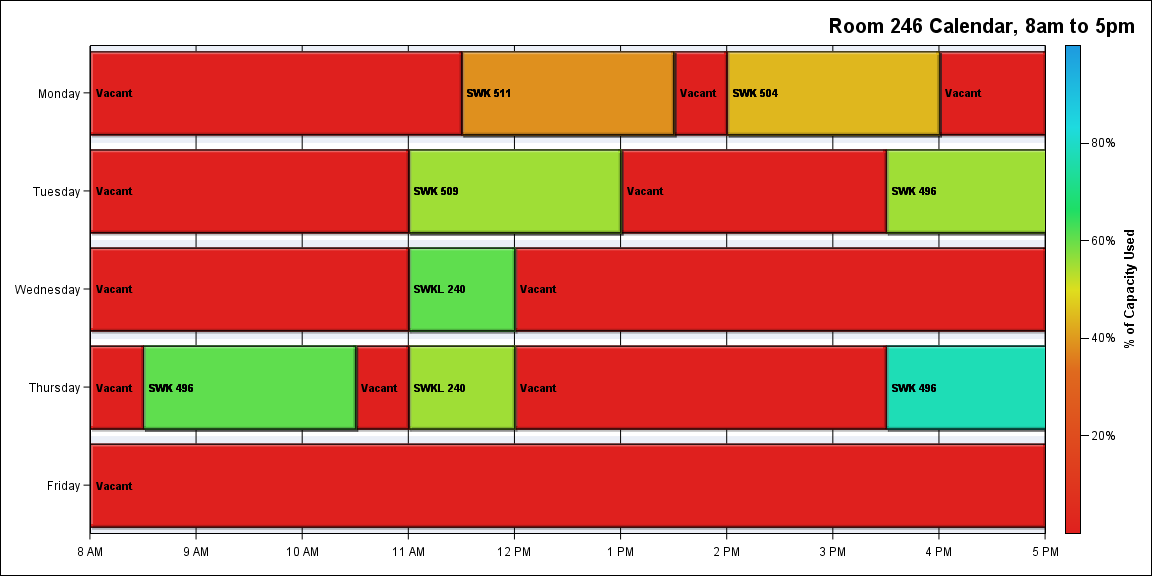 Room 246 Calendar, 8am to 5pm
Monday
Vacant
SWK 511
Vacant
SWK 504
Vacant
Tuesday
Vacant
SWK 509
Vacant
SWK 496
Wednesday
Vacant
SWKL 240
Vacant
Thursday
Vacant
SWK 496
Vacant
SWKL 240
Vacant
SWK 496
Friday
Vacant
8 AM
9 AM
10 AM
11 AM
12 PM
1 PM
2 PM
3 PM
4 PM
5 PM
80%
60%
40%
20%
% of Capacity Used